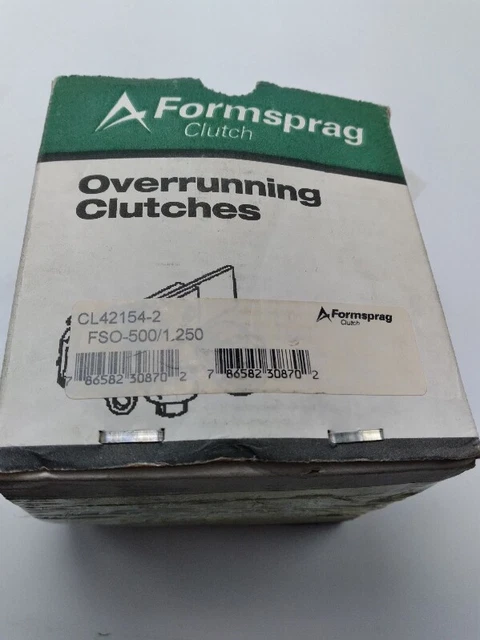 Formsprag
Clutch
Overrunning
Clutches
CL42154-2
FSO-500/1.250
Formsprag
Clutch
7 86582 30870 2
7 86582 30870 2